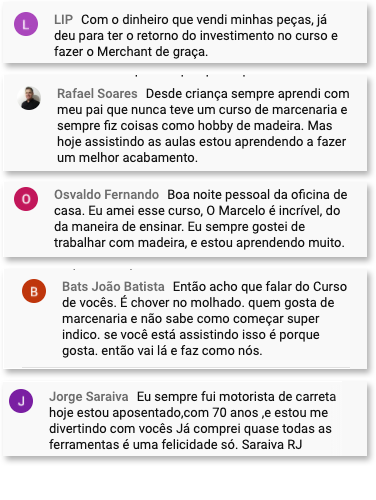 L LIP Com o dinheiro que vendi minhas peças, já
deu para ter o retorno do investimento no curso e
fazer o Merchant de graça.
Rafael Soares Desde criança sempre aprendi com
meu pai que nunca teve um curso de marcenaria e
sempre fiz coisas como hobby de madeira. Mas
hoje assistindo as aulas estou aprendendo a fazer
um melhor acabamento.
O Osvaldo Fernando Boa noite pessoal da oficina de
casa. Eu amei esse curso, O Marcelo é incrível, do
da maneira de ensinar. Eu sempre gostei de
trabalhar com madeira, e estou aprendendo muito.
B Bats João Batista Então acho que falar do Curso
de vocês. É chover no molhado. quem gosta de
marcenaria e não sabe como começar super
indico. se você está assistindo isso é porque
gosta. então vai lá e faz como nós.
J Jorge Saraiva Eu sempre fui motorista de carreta
hoje estou aposentado,com 70 anos ,e estou me
divertindo com vocês Já comprei quase todas as
ferramentas é uma felicidade só. Saraiva RJ